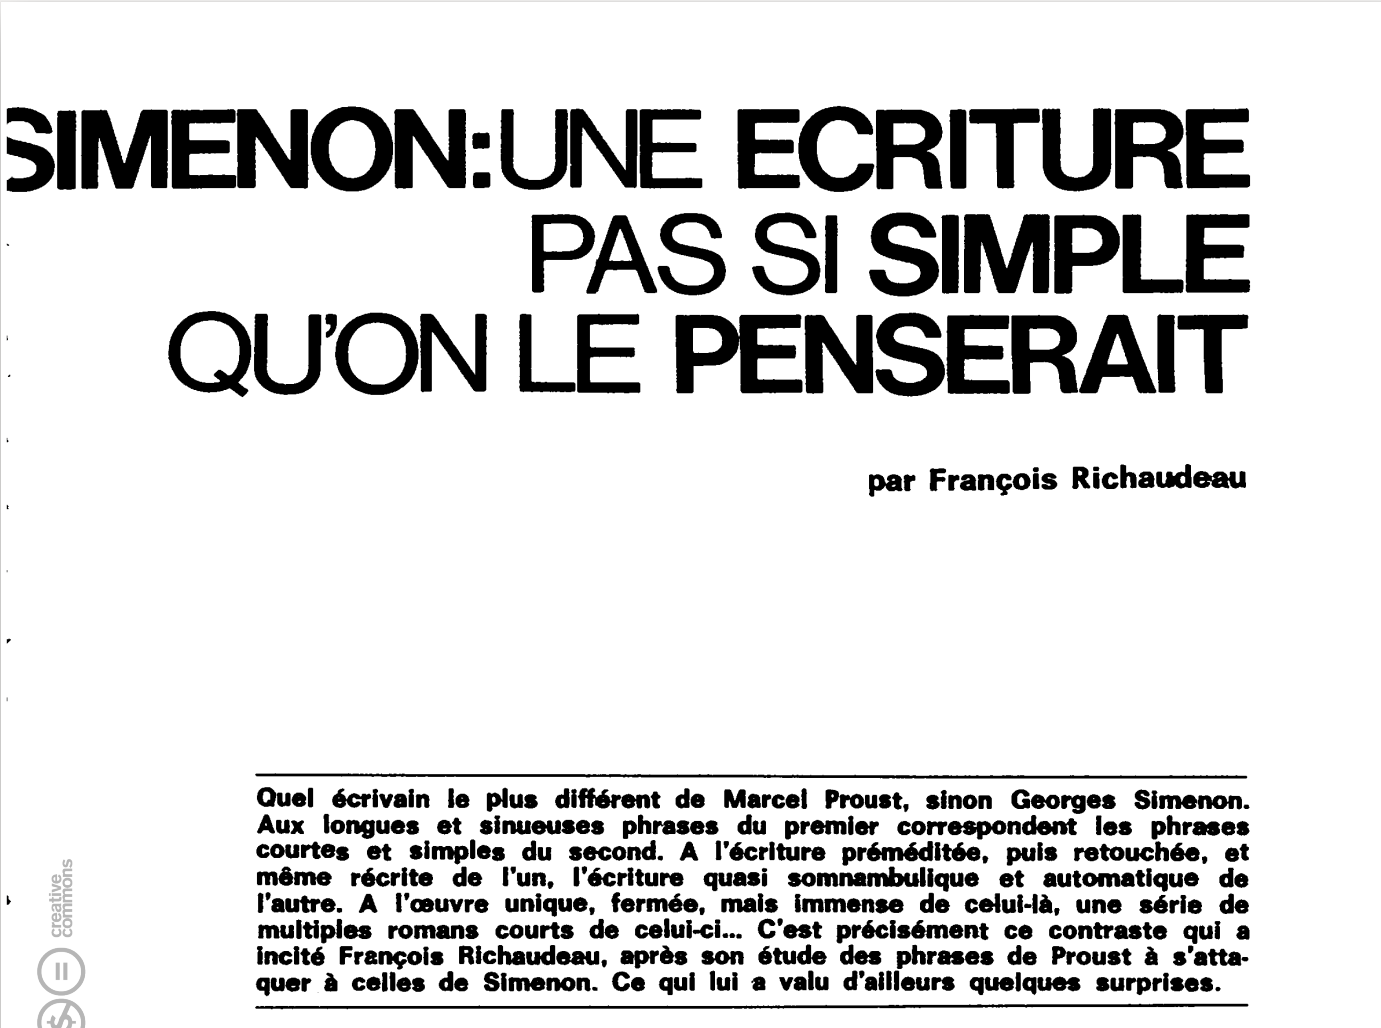 SIMENON: UNE ECRITURE
PAS SI SIMPLE
QU'ON LE PENSERAIT
par François Richaudeau
Quel écrivain le plus différent de Marcel Proust, sinon Georges Simenon.
Aux longues et sinueuses phrases du premier correspondent les phrases
courtes et simples du second. A l'écriture préméditée, puis retouchée, et
même récrite de l'un, l'écriture quasi somnambulique et automatique de
l'autre. A l'œuvre unique, fermée, mais immense de celui-là, une série de
multiples romans courts de celui-ci... C'est précisément ce contraste qui a
incité François Richaudeau, après son étude des phrases de Proust à s'atta-
quer à celles de Simenon. Ce qui lui a valu d'ailleurs quelques surprises.
creative
commons